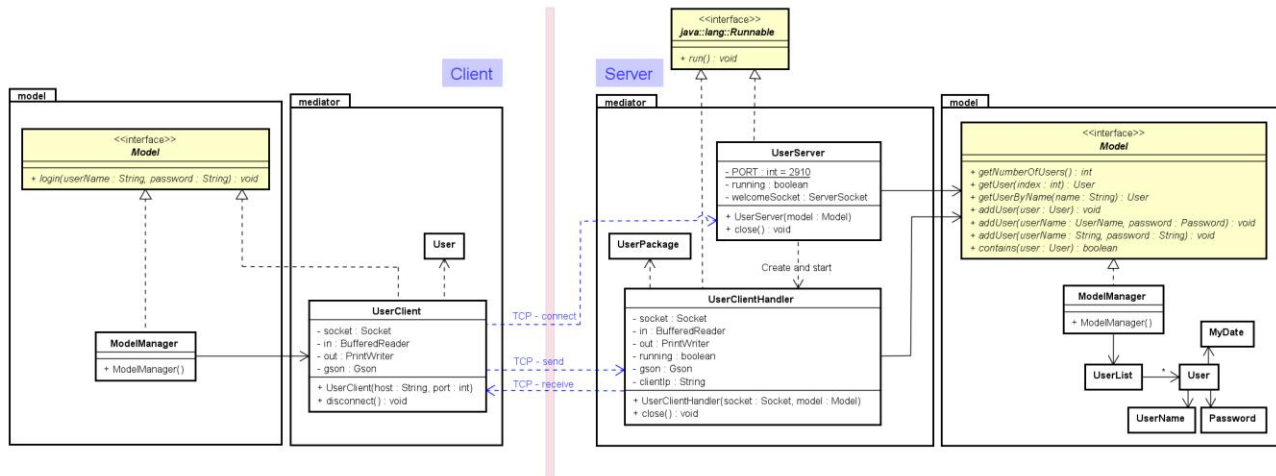 Client
model
<<interface>>
Model
+ login(userName : String, password : String) : void
ModelManager
+ ModelManager()
mediator
User
UserClient
- socket : Socket
- in : BufferedReader
- out : PrintWriter
- gson : Gson
+ UserClient(host : String, port : int)
+ disconnect() : void
TCP - connect
TCP - send
TCP - receive
<<interface>>
java::lang::Runnable
+ run() : void
Server
mediator
UserServer
- PORT : int = 2910
- running : boolean
- welcomeSocket : ServerSocket
+ UserServer(model : Model)
+ close() : void
UserPackage
Create and start
UserClientHandler
- socket : Socket
- in : BufferedReader
- out : PrintWriter
- running : boolean
- gson : Gson
- clientIp : String
+ UserClientHandler(socket : Socket, model : Model)
+ close() : void
model
<<interface>>
Model
+ getNumberOfUsers() : int
+ getUser(index : int) : User
+ getUserByName(name : String) : User
+ addUser(user : User) : void
+ addUser(userName : UserName, password : Password) : void
+ addUser(userName : String, password : String) : void
+ contains(user : User) : boolean
ModelManager
+ ModelManager()
MyDate
UserList
*
User
UserName
Password